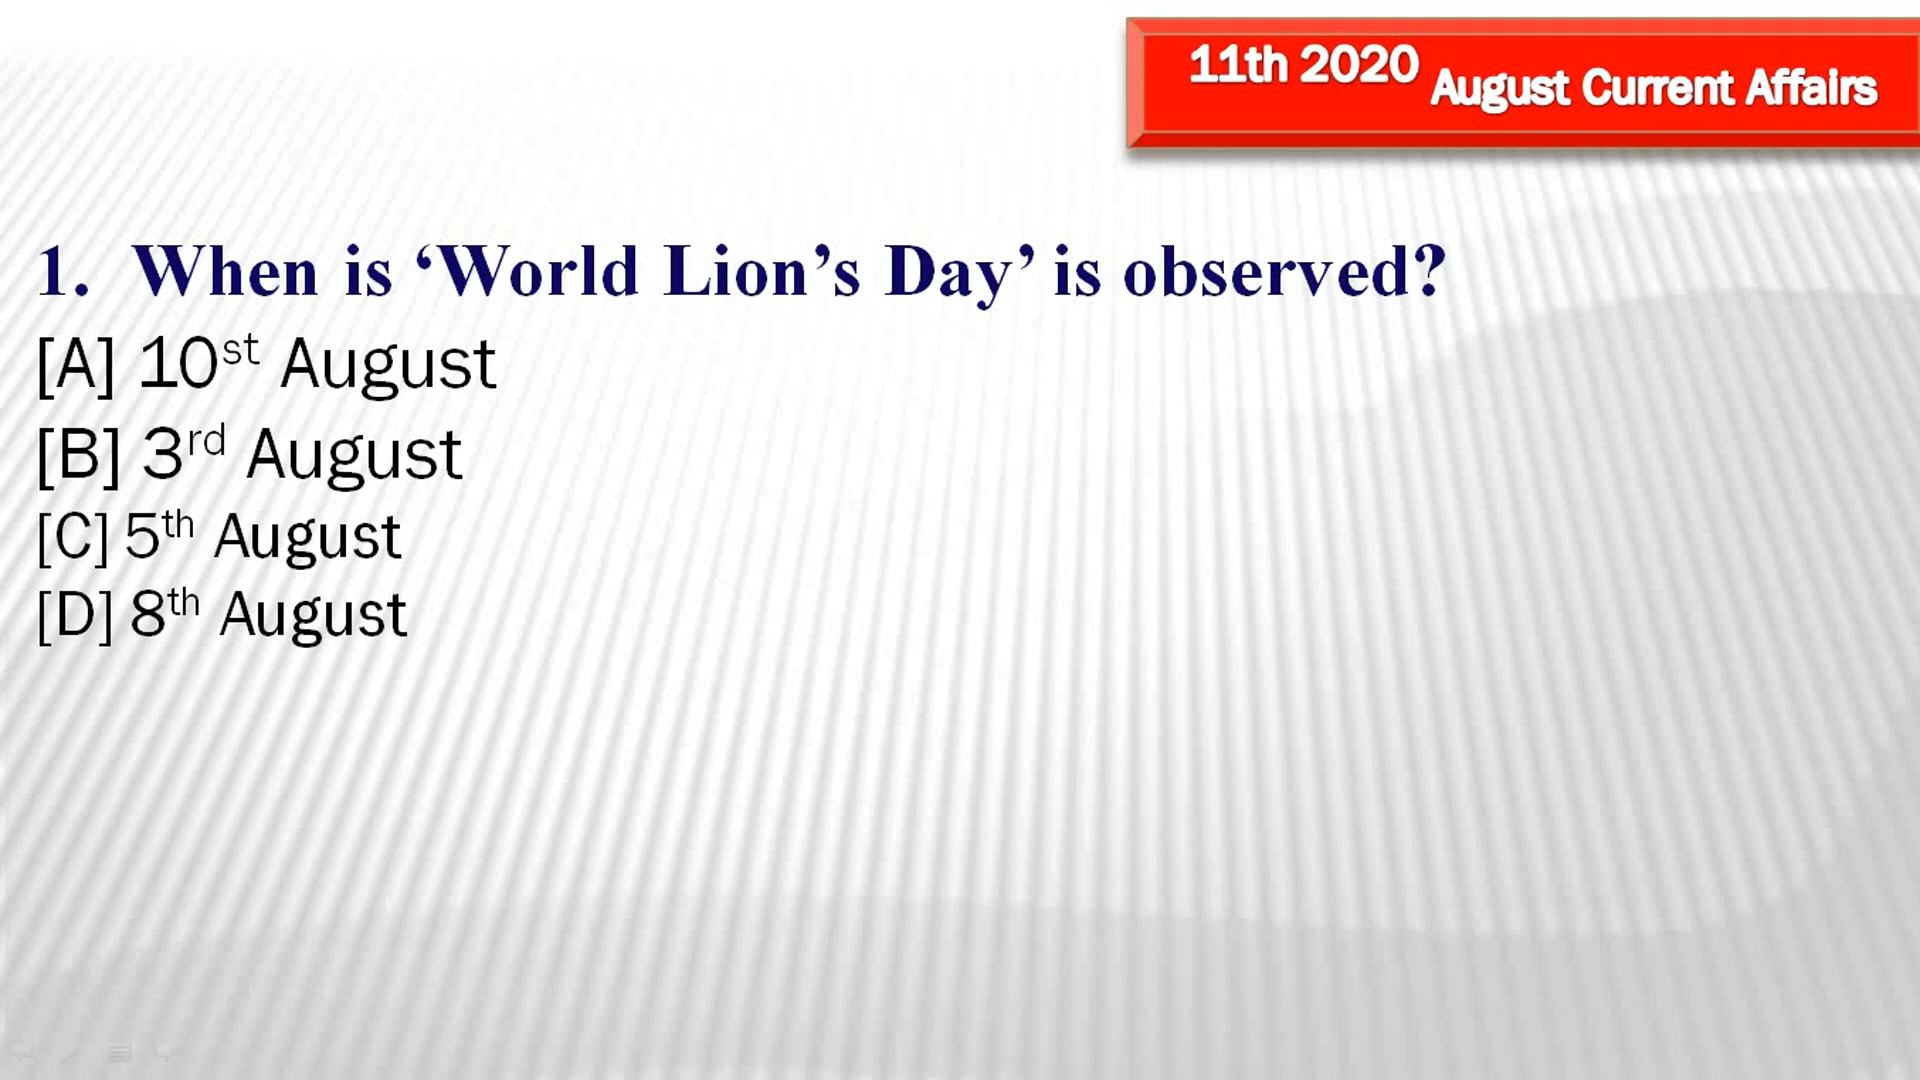 11th 2020 August Current Affairs
1. When is ‘World Lion’s Day’ is observed?
[A] 10st August
[B] 3rd August
[C] 5th August
[D] 8th August